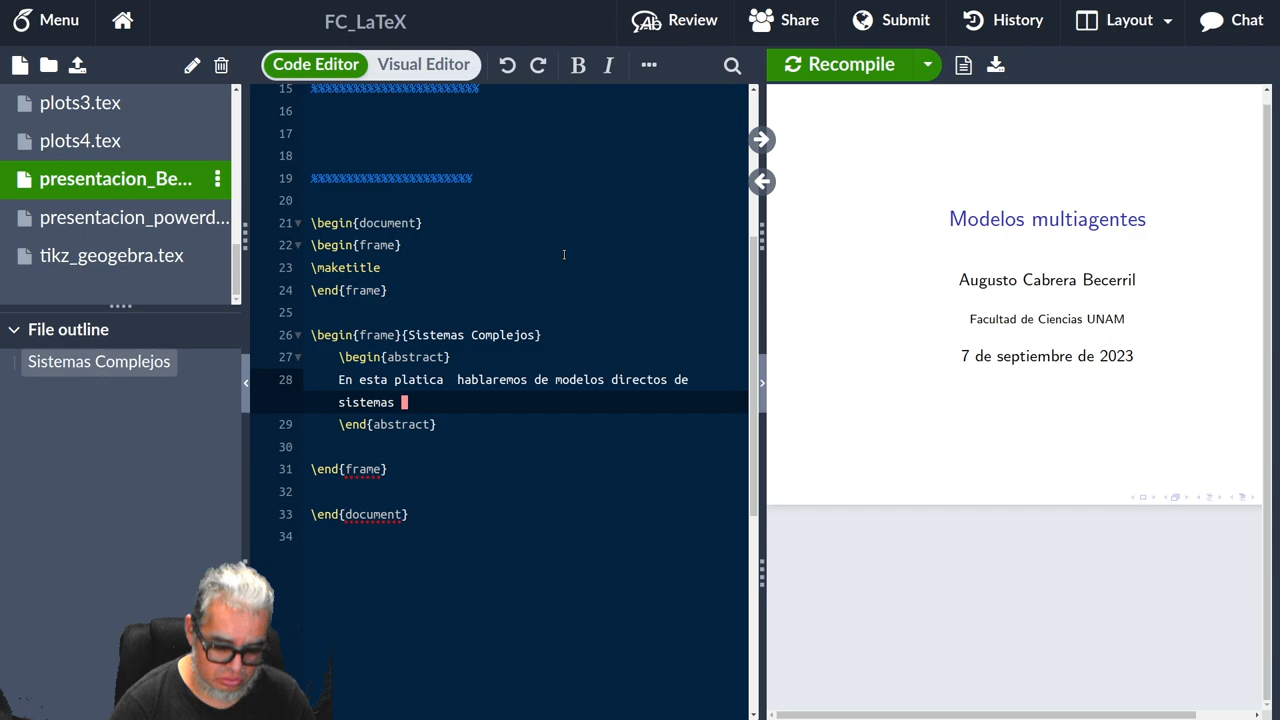 Menu
FC_LaTeX
Review
Share
Submit
History
Layout
Chat
Code Editor
Visual Editor
B
I
Recompile
plots3.tex
plots4.tex
presentacion_Be...
presentacion_powerd...
tikz_geogebra.tex
File outline
Sistemas Complejos
15 %%%%%%%%%%%%%%%%%%%%%%%%
16
17
18
19 %%%%%%%%%%%%%%%%%%%%%%%
20
21 \begin{document}
22 \begin{frame}
23 \maketitle
24 \end{frame}
25
26 \begin{frame}{Sistemas Complejos}
27 \begin{abstract}
28 En esta platica  hablaremos de modelos directos de
sistemas
29 \end{abstract}
30
31 \end{frame}
32
33 \end{document}
34
Modelos multiagentes
Augusto Cabrera Becerril
Facultad de Ciencias UNAM
7 de septiembre de 2023